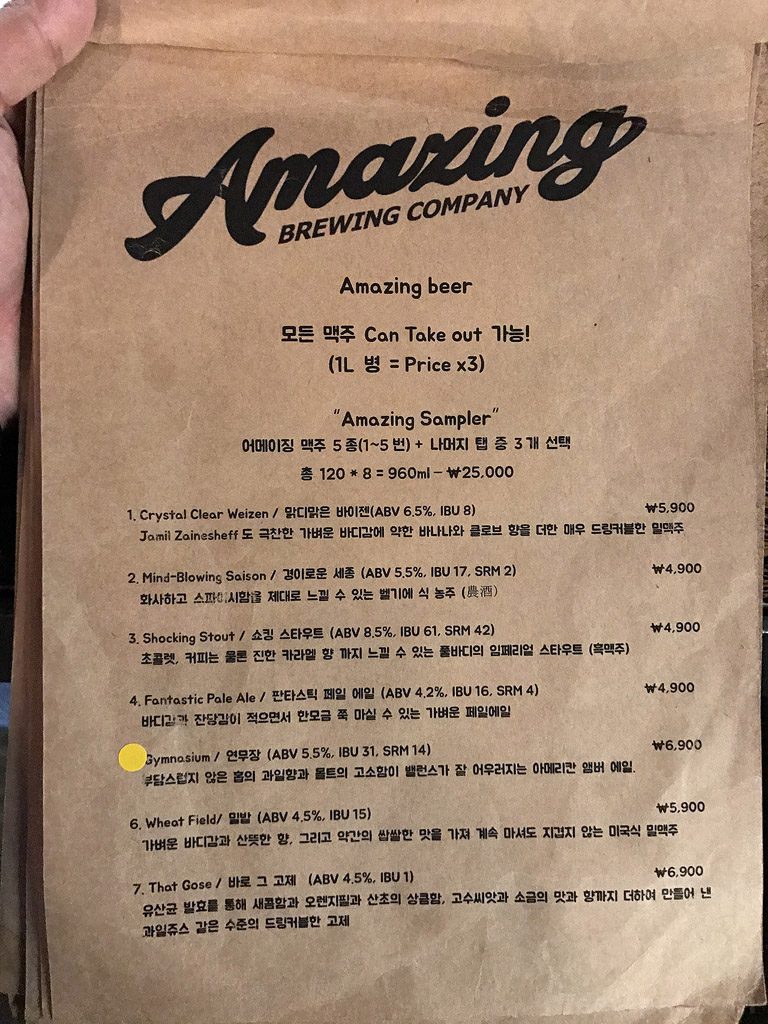 Amazing
BREWING COMPANY
Amazing beer
모든 맥주 Can Take out 가능!
(1L 병 = Price x3)
"Amazing Sampler"
어메이징 맥주 5종(1~5번) + 나머지 탭 중 3개 선택
총 120 * 8 = 960ml - ₩25,000
1. Crystal Clear Weizen / 맑디맑은 바이젠(ABV 6.5%, IBU 8) ₩5,900
Jamil Zainesheff도 극찬한 가벼운 바디감에 약한 바나나와 클로브 향을 더한 매우 드링커블한 밀맥주
2. Mind-Blowing Saison / 경이로운 세종 (ABV 5.5%, IBU 17, SRM 2) ₩4,900
화사하고 스파이시함을 제대로 느낄 수 있는 벨기에 식 농주 (農酒)
3. Shocking Stout / 쇼킹 스타우트 (ABV 8.5%, IBU 61, SRM 42) ₩4,900
초콜렛, 커피는 물론 진한 카라멜 향 까지 느낄 수 있는 풀바디의 임페리얼 스타우트 (흑맥주)
4. Fantastic Pale Ale / 판타스틱 페일 에일 (ABV 4.2%, IBU 16, SRM 4) ₩4,900
바디감과 잔당감이 적으면서 한모금 쭉 마실 수 있는 가벼운 페일에일
Gymnasium / 연무장 (ABV 5.5%, IBU 31, SRM 14) ₩6,900
부담스럽지 않은 홉의 과일향과 몰트의 고소함이 밸런스가 잘 어우러지는 아메리칸 앰버 에일.
6. Wheat Field/ 밀밭 (ABV 4.5%, IBU 15) ₩5,900
가벼운 바디감과 산뜻한 향, 그리고 약간의 쌉쌀한 맛을 가져 계속 마셔도 지겹지 않는 미국식 밀맥주
7. That Gose / 바로 그 고제 (ABV 4.5%, IBU 1) ₩6,900
유산균 발효를 통해 새콤함과 오렌지필과 산초의 상큼함, 고수씨앗과 소금의 맛과 향까지 더하여 만들어 낸
과일쥬스 같은 수준의 드링커블한 고제